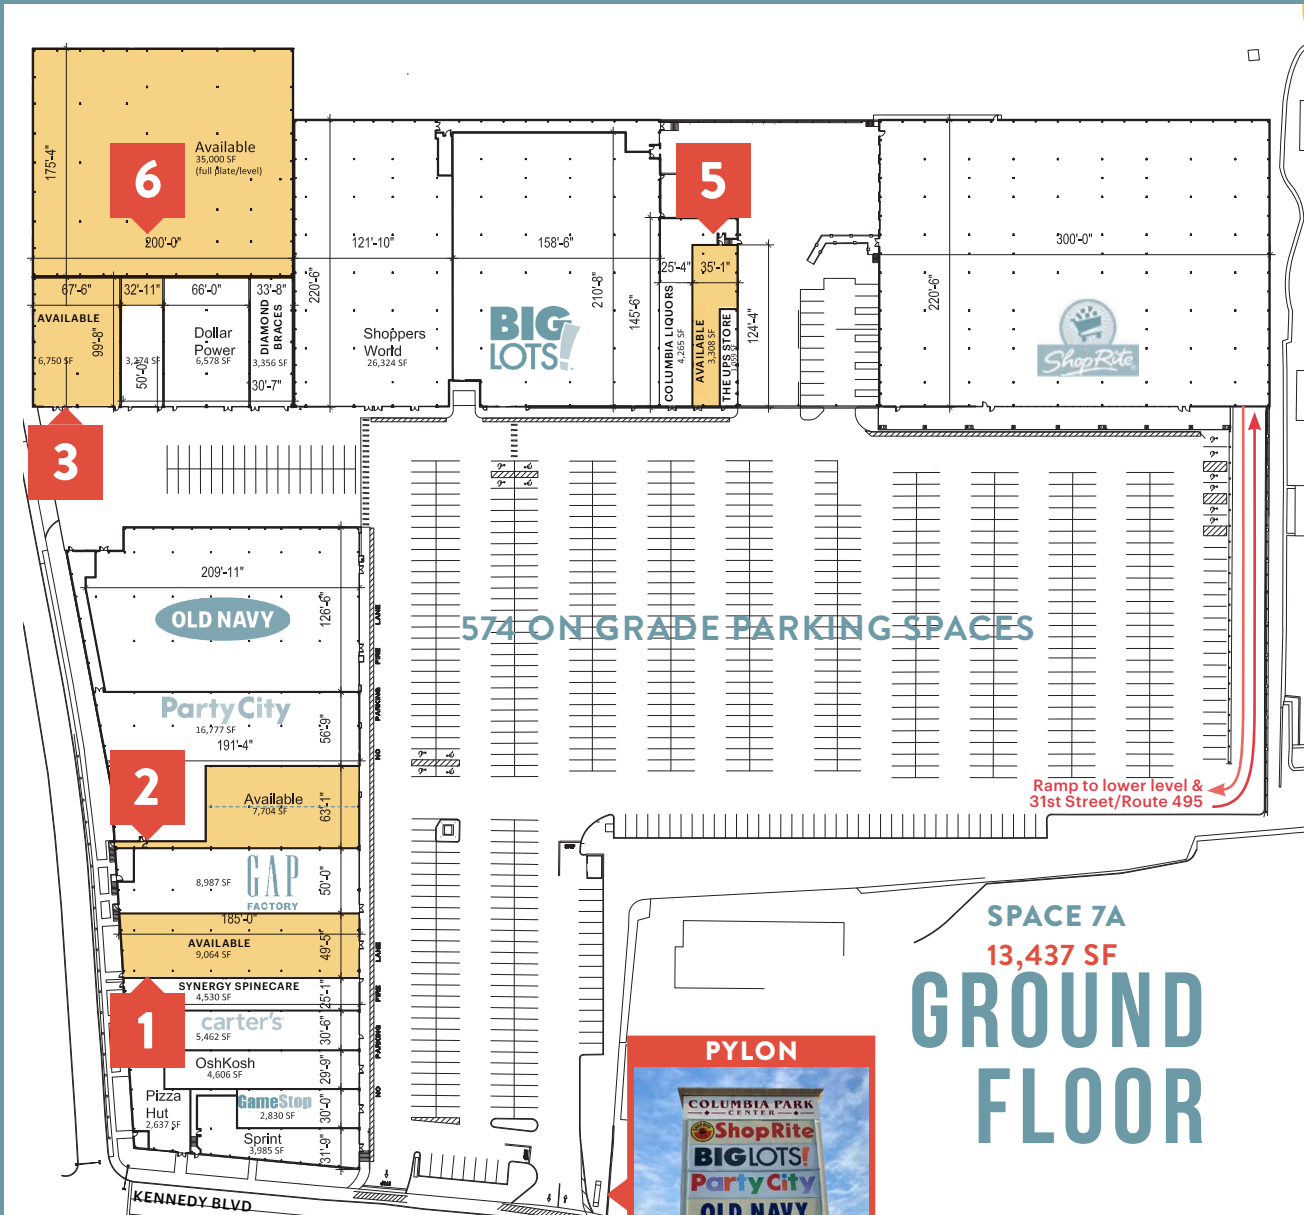 Available
35,000 SF
(full plate/level)
175'-4"
6
200'-0"
67'-6"
32'-11"
66'-0"
33'-8"
AVAILABLE
6,750 SF
99'-8"
3,274 SF
50'-0"
Dollar
Power
6,578 SF
DIAMOND
BRACES
3,356 SF
30'-7"
121'-10"
220'-6"
Shoppers
World
26,324 SF
158'-6"
210'-8"
145'-6"
BIG
LOTS!
5
25'-4"
35'-1"
COLUMBIA LIQUORS
4,265 SF
AVAILABLE
3,308 SF
THE UPS STORE
124'-4"
300'-0"
220'-6"
ShopRite
3
209'-11"
126'-6"
OLD NAVY
574 ON GRADE PARKING SPACES
Party City
16,777 SF
191'-4"
56'-9"
2
Available
7,704 SF
63'-1"
8,987 SF
GAP
FACTORY
50'-0"
185'-0"
AVAILABLE
9,064 SF
49'-5"
SYNERGY SPINECARE
4,530 SF
25'-1"
1
carter's
5,462 SF
30'-6"
OshKosh
4,606 SF
29'-9"
Pizza
Hut
2,637 SF
GameStop
2,830 SF
30'-0"
Sprint
3,985 SF
31'-9"
NO PARKING FIRE LANE
NO PARKING FIRE LANE
KENNEDY BLVD
Ramp to lower level &
31st Street/Route 495
SPACE 7A
13,437 SF
GROUND
FLOOR
PYLON
COLUMBIA PARK
CENTER
ShopRite
BIG LOTS!
Party City
OLD NAVY